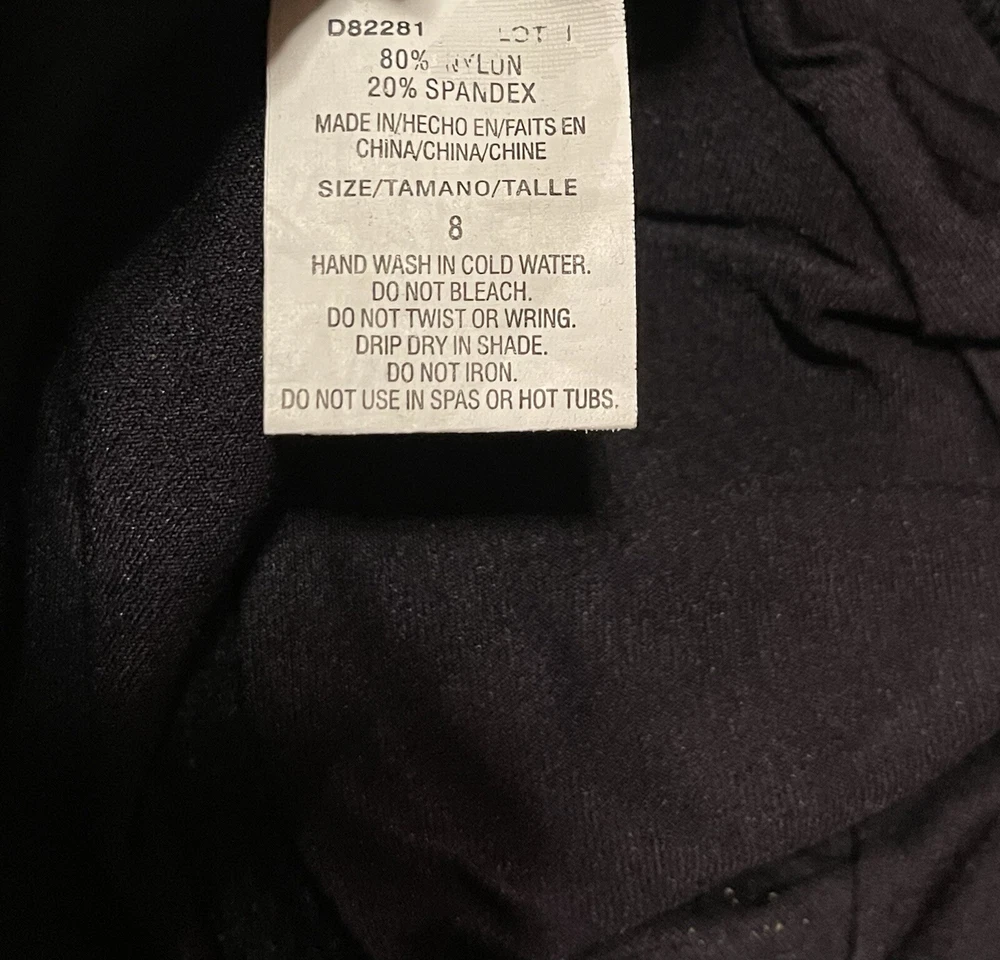 D82281 LOT 1
80% NYLON
20% SPANDEX
MADE IN/HECHO EN/FAITS EN
CHINA/CHINA/CHINE
SIZE/TAMANO/TALLE
8
HAND WASH IN COLD WATER.
DO NOT BLEACH.
DO NOT TWIST OR WRING.
DRIP DRY IN SHADE.
DO NOT IRON.
DO NOT USE IN SPAS OR HOT TUBS.